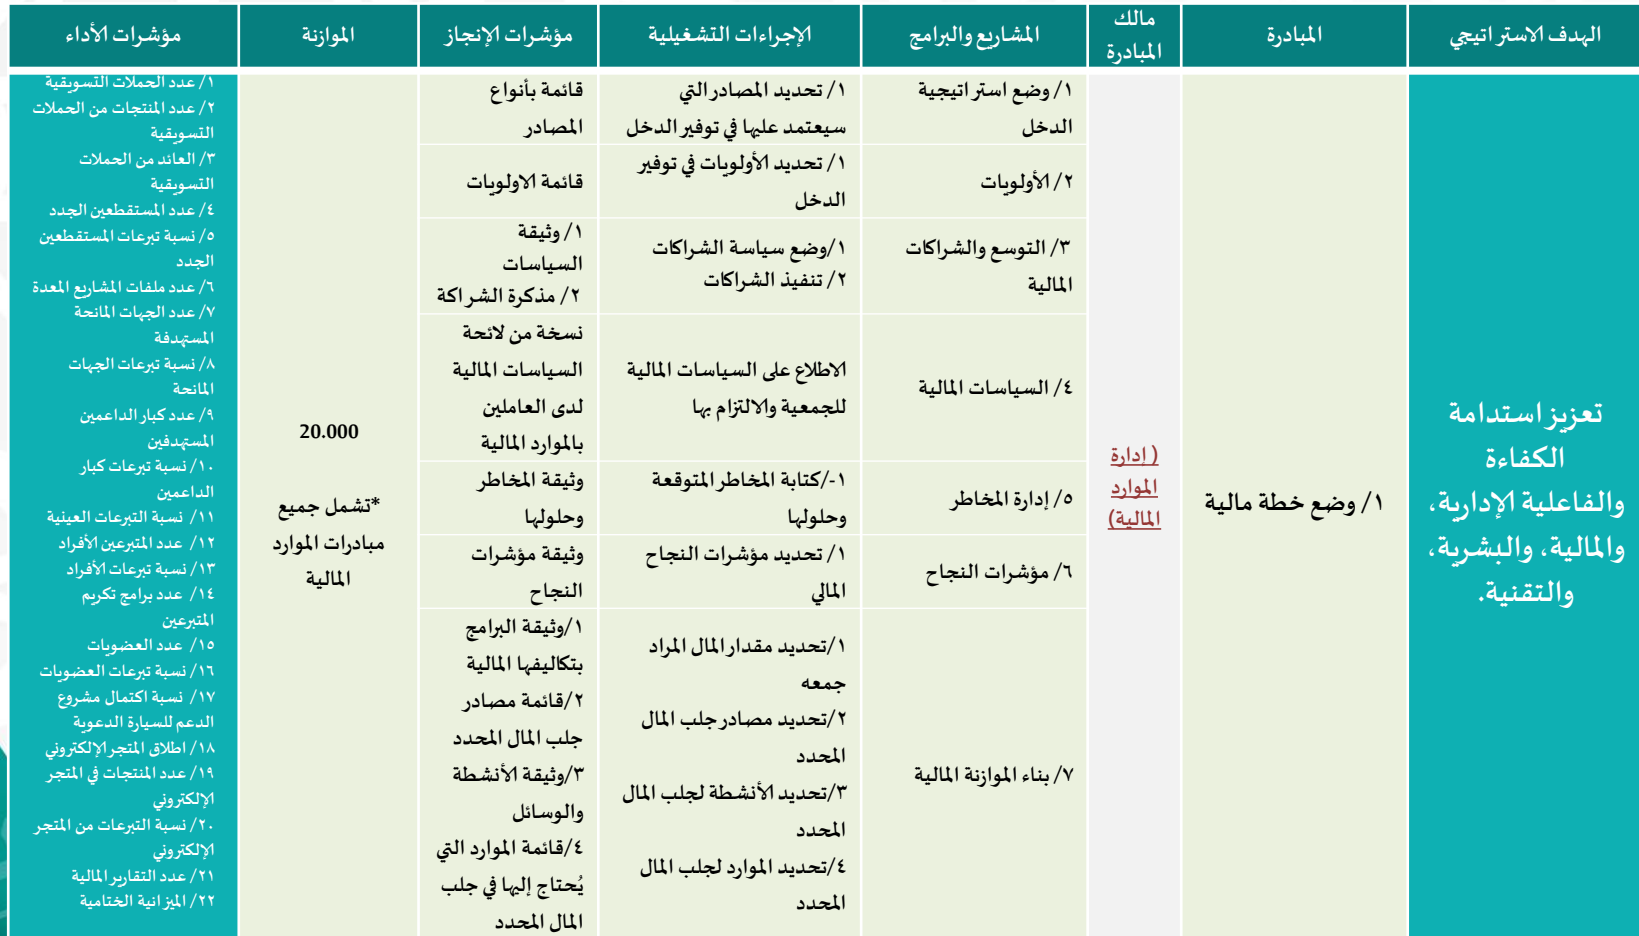 الهدف الاستراتيجي
المبادرة
مالك
المبادرة
المشاريع والبرامج
الإجراءات التشغيلية
مؤشرات الإنجاز
الموازنة
مؤشرات الأداء
تعزيز استدامة
الكفاءة
والفاعلية الإدارية،
والمالية، والبشرية،
والتقنية.
١/ وضع خطة مالية
( إدارة
الموارد
المالية)
١/ وضع استراتيجية
الدخل
١/ تحديد المصادر التي
سيعتمد عليها في توفير الدخل
قائمة بأنواع
المصادر
٢/ الأولويات
١/ تحديد الأولويات في توفير
الدخل
قائمة الاولويات
٣/ التوسع والشراكات
المالية
١/وضع سياسة الشراكات
٢/ تنفيذ الشراكات
١/ وثيقة
السياسات
٢/ مذكرة الشراكة
٤/ السياسات المالية
الاطلاع على السياسات المالية
للجمعية والالتزام بها
نسخة من لائحة
السياسات المالية
لدى العاملين
بالموارد المالية
٥/ إدارة المخاطر
١-/كتابة المخاطر المتوقعة
وحلولها
وثيقة المخاطر
وحلولها
٦/ مؤشرات النجاح
١/ تحديد مؤشرات النجاح
المالي
وثيقة مؤشرات
النجاح
٧/ بناء الموازنة المالية
١/تحديد مقدار المال المراد
جمعه
٢/تحديد مصادر جلب المال
المحدد
٣/تحديد الأنشطة لجلب المال
المحدد
٤/تحديد الموارد لجلب المال
المحدد
١/وثيقة البرامج
بتكاليفها المالية
٢/قائمة مصادر
جلب المال المحدد
٣/وثيقة الأنشطة
والوسائل
٤/قائمة الموارد التي
يُحتاج إليها في جلب
المال المحدد
20.000
*تشمل جميع
مبادرات الموارد
المالية
١/ عدد الحملات التسويقية
٢/ عدد المنتجات من الحملات
التسويقية
٣/ العائد من الحملات
التسويقية
٤/ عدد المستقطعين الجدد
٥/ نسبة تبرعات المستقطعين
الجدد
٦/ عدد ملفات المشاريع المعدة
٧/ عدد الجهات المانحة
المستهدفة
٨/ نسبة تبرعات الجهات
المانحة
٩/ عدد كبار الداعمين
المستهدفين
١٠/ نسبة تبرعات كبار
الداعمين
١١/ نسبة التبرعات العينية
١٢/ عدد المتبرعين الأفراد
١٣/ نسبة تبرعات الأفراد
١٤/ عدد برامج تكريم
المتبرعين
١٥/ عدد العضويات
١٦/ نسبة تبرعات العضويات
١٧/ نسبة اكتمال مشروع
الدعم للسيارة الدعوية
١٨/ اطلاق المتجر الإلكتروني
١٩/ عدد المنتجات في المتجر
الإلكتروني
٢٠/ نسبة التبرعات من المتجر
الإلكتروني
٢١/ عدد التقارير المالية
٢٢/ الميزانية الختامية